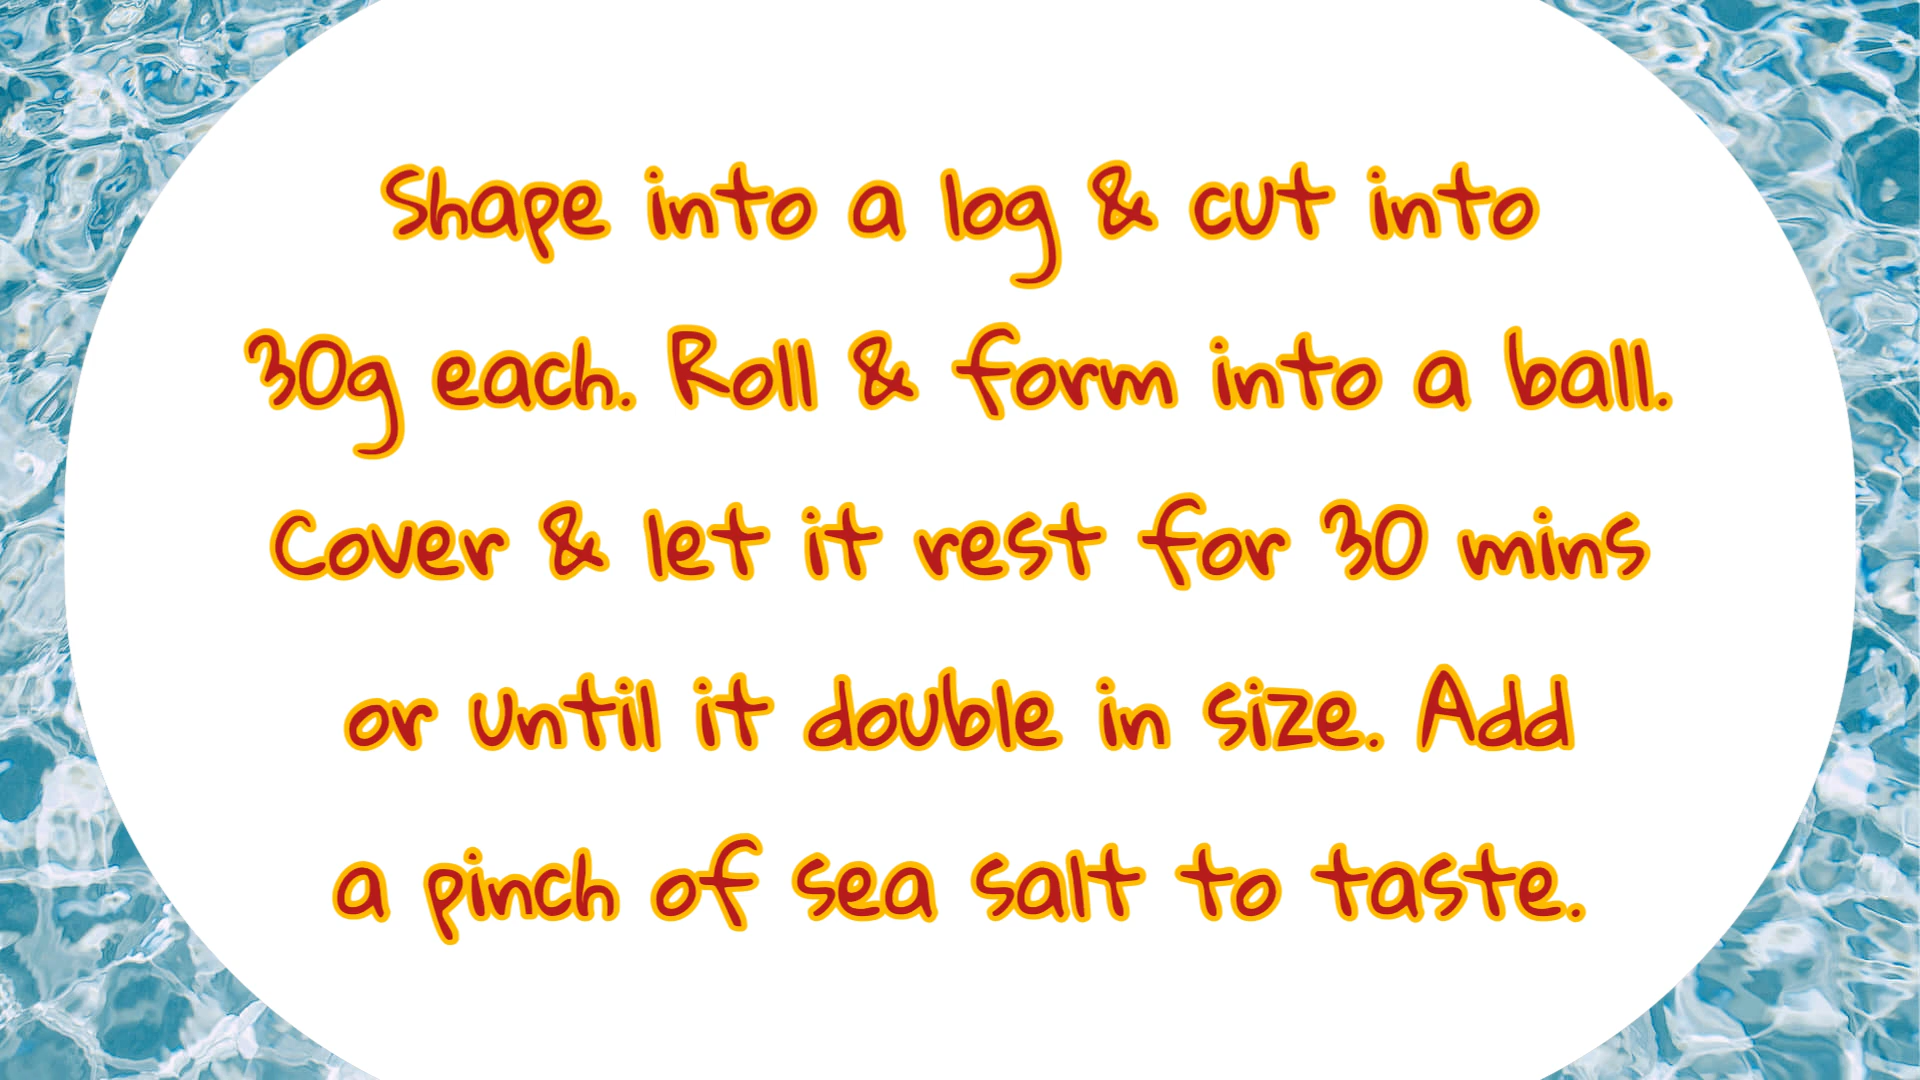 Shape into a log & cut into
30g each. Roll & form into a ball.
Cover & let it rest for 30 mins
or until it double in size. Add
a pinch of sea salt to taste.